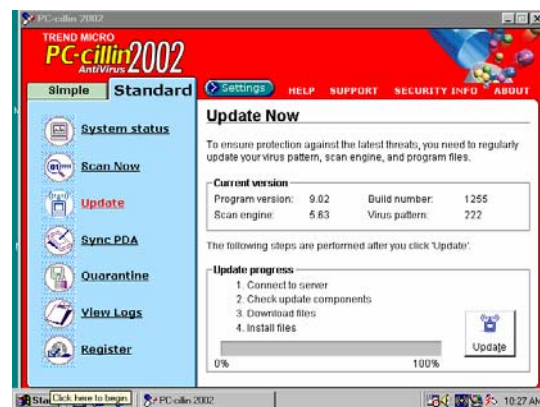 PC-cillin 2002
TREND MICRO
PC-cillin 2002
AntiVirus
Simple Standard
Settings HELP SUPPORT SECURITY INFO ABOUT
System status
Scan Now
Update
Sync PDA
Quarantine
View Logs
Register
Update Now
To ensure protection against the latest threats, you need to regularly
update your virus pattern, scan engine, and program files.
Current version
Program version: 9.02 Build number: 1255
Scan engine: 5.63 Virus pattern: 222
The following steps are performed after you click 'Update'.
Update progress
1. Connect to server
2. Check update components
3. Download files
4. Install files
0% 100%
Update
Click here to begin.
PC-cillin 2002
10:27 AM